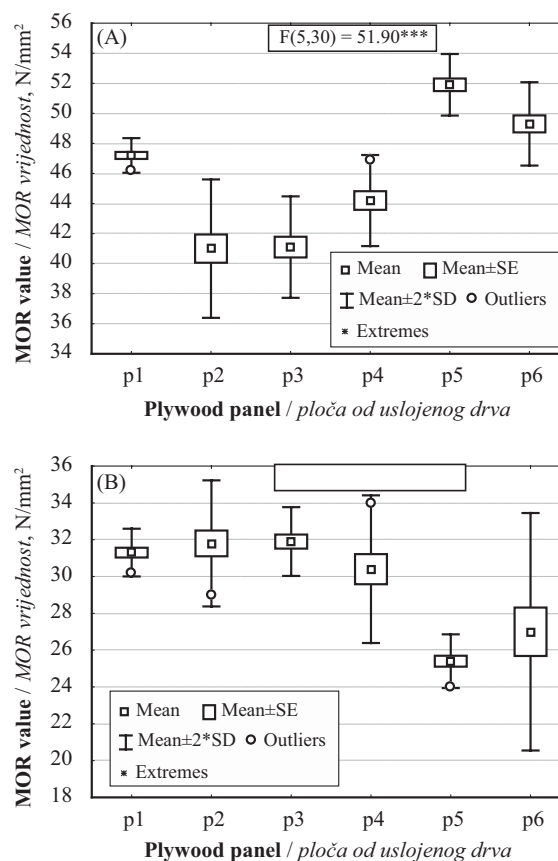 (A)
F(5,30) = 51.90***
MOR value / MOR vrijednost, N/mm²
54
52
50
48
46
44
42
40
38
36
34
Mean Mean±SE
Mean±2*SD Outliers
Extremes
p1 p2 p3 p4 p5 p6
Plywood panel / ploča od uslojenog drva
(B)
MOR value / MOR vrijednost, N/mm²
36
34
32
30
28
26
24
22
20
18
Mean Mean±SE
Mean±2*SD Outliers
Extremes
p1 p2 p3 p4 p5 p6
Plywood panel / ploča od uslojenog drva